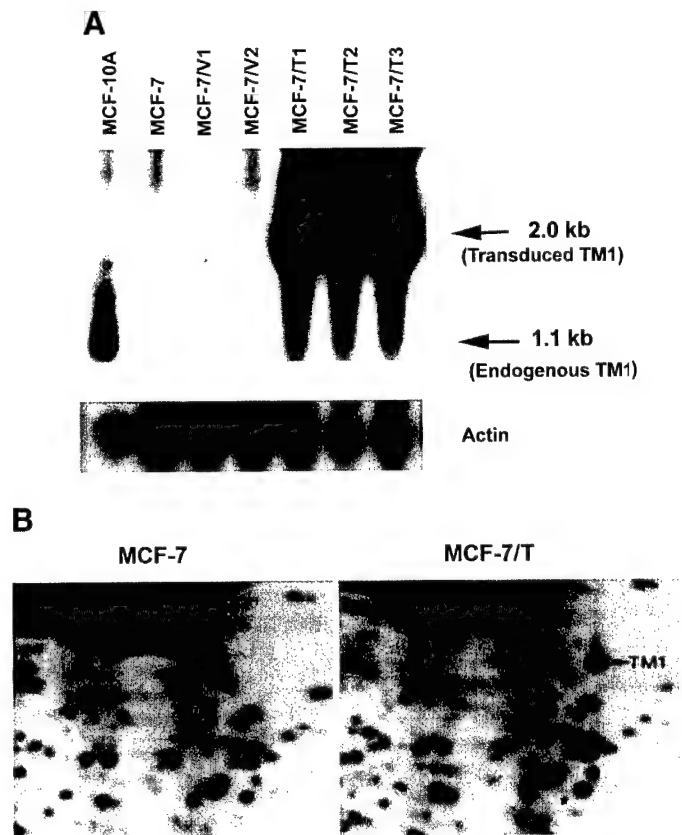 A
MCF-10A
MCF-7
MCF-7/V1
MCF-7/V2
MCF-7/T1
MCF-7/T2
MCF-7/T3
2.0 kb
(Transduced TM1)
1.1 kb
(Endogenous TM1)
Actin
B
MCF-7
MCF-7/T
TM1